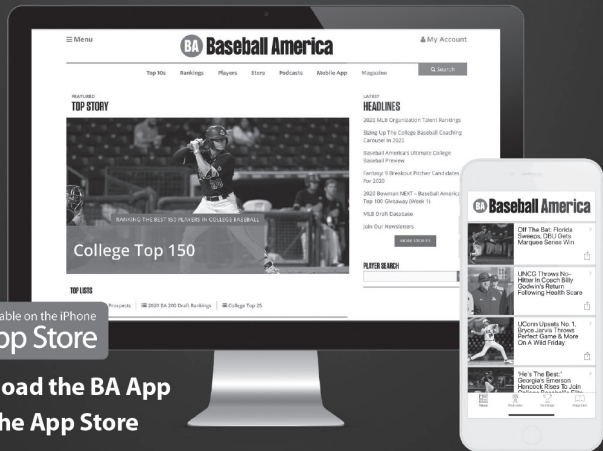 Menu
BA Baseball America
My Account
Top 10s Rankings Players Store Podcasts Mobile App Magazine Search
FEATURED
TOP STORY
RANKING THE BEST 150 PLAYERS IN COLLEGE BASEBALL
College Top 150
TOP LISTS
Prospects 2020 BA 200 Draft Rankings College Top 25
LATEST
HEADLINES
2020 MLB Organization Talent Rankings
Sizing Up The College Baseball Coaching
Carousel In 2020
Baseball America's Ultimate College
Baseball Preview
Fantasy: 9 Breakout Pitcher Candidates
For 2020
2020 Bowman NEXT – Baseball America
Top 100 Giveaway (Week 1)
MLB Draft Database
Join Our Newsletters
MORE STORIES
PLAYER SEARCH
BA Baseball America
Off The Bat: Florida
Sweeps, DBU Gets
Marquee Series Win
UNCG Throws No-
Hitter In Coach Billy
Godwin's Return
Following Health Scare
UConn Upsets No. 1,
Bryce Jarvis Throws
Perfect Game & More
On A Wild Friday
'He's The Best:'
Georgia's Emerson
Hancock Rises To Join
able on the iPhone
pp Store
oad the BA App
he App Store